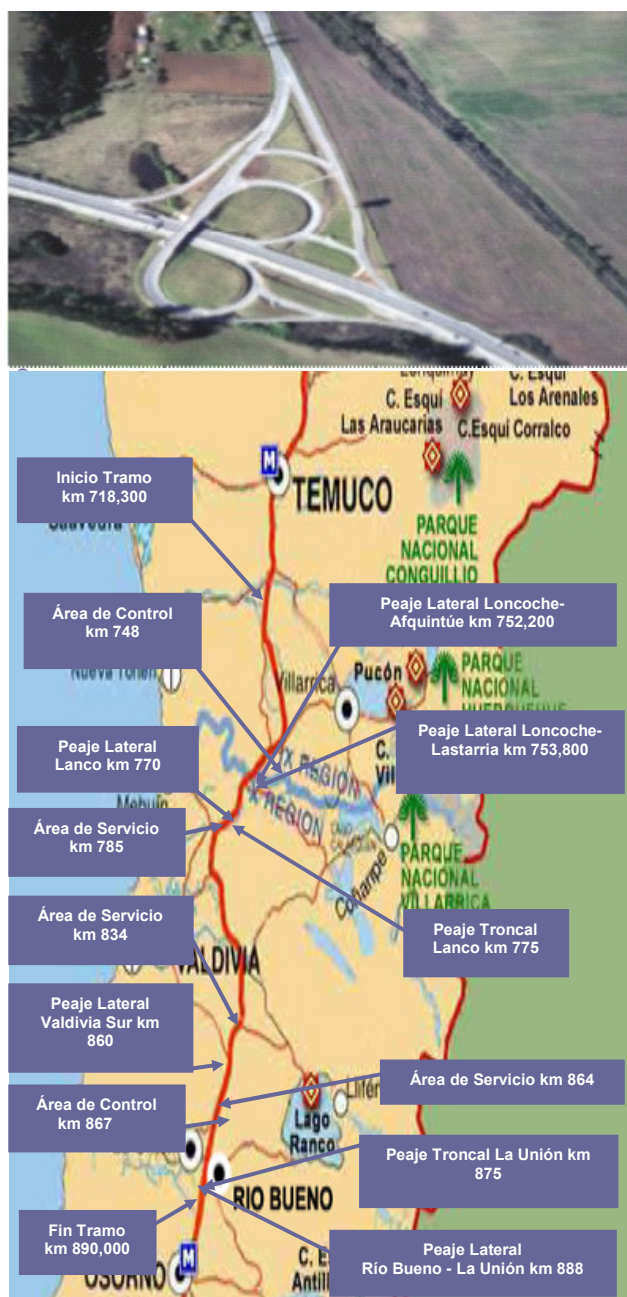 C. Esquí
Los Arenales
C. Esquí
Las Araucarias
C.Esquí Corralco
M
TEMUCO
Inicio Tramo
km 718,300
PARQUE
NACIONAL
CONGUILLIO
Área de Control
km 748
Peaje Lateral Loncoche-
Afquintúe km 752,200
Villarrica
Pucón
PARQUE
NACIONAL
Peaje Lateral
Lanco km 770
IX REGION
X REGION
C.
Peaje Lateral Loncoche-
Lastarria km 753,800
Área de Servicio
km 785
Coñaripe
PARQUE
NACIONAL
VILLARRICA
Área de Servicio
km 834
VALDIVIA
Peaje Troncal
Lanco km 775
Peaje Lateral
Valdivia Sur km
860
Área de Servicio km 864
Área de Control
km 867
Lago
Ranco
Peaje Troncal La Unión km
875
RIO BUENO
Fin Tramo
km 890,000
M
OSORNO
Peaje Lateral
Río Bueno - La Unión km 888